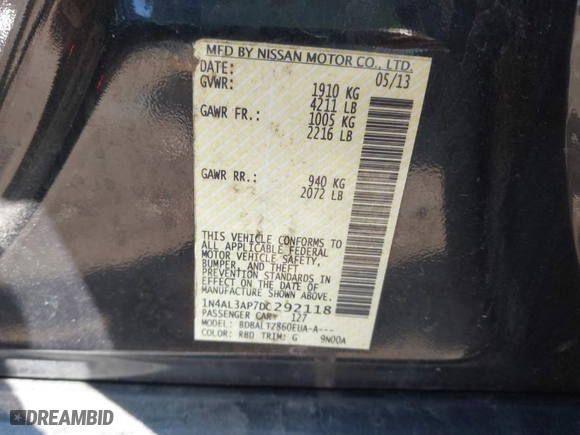 MFD BY NISSAN MOTOR CO., LTD.
DATE: 05/13
GVWR: 1910 KG
4211 LB
GAWR FR.: 1005 KG
2216 LB
GAWR RR.: 940 KG
2072 LB
THIS VEHICLE CONFORMS TO
ALL APPLICABLE FEDERAL
MOTOR VEHICLE SAFETY,
BUMPER, AND THEFT
PREVENTION STANDARDS IN
EFFECT ON THE DATE OF
MANUFACTURE SHOWN ABOVE.
1N4AL3AP7DC292118
PASSENGER CAR 127
MODEL: BDBALTZ860EUA-A---
COLOR: RBD TRIM: G 9N00A
DREAMBID